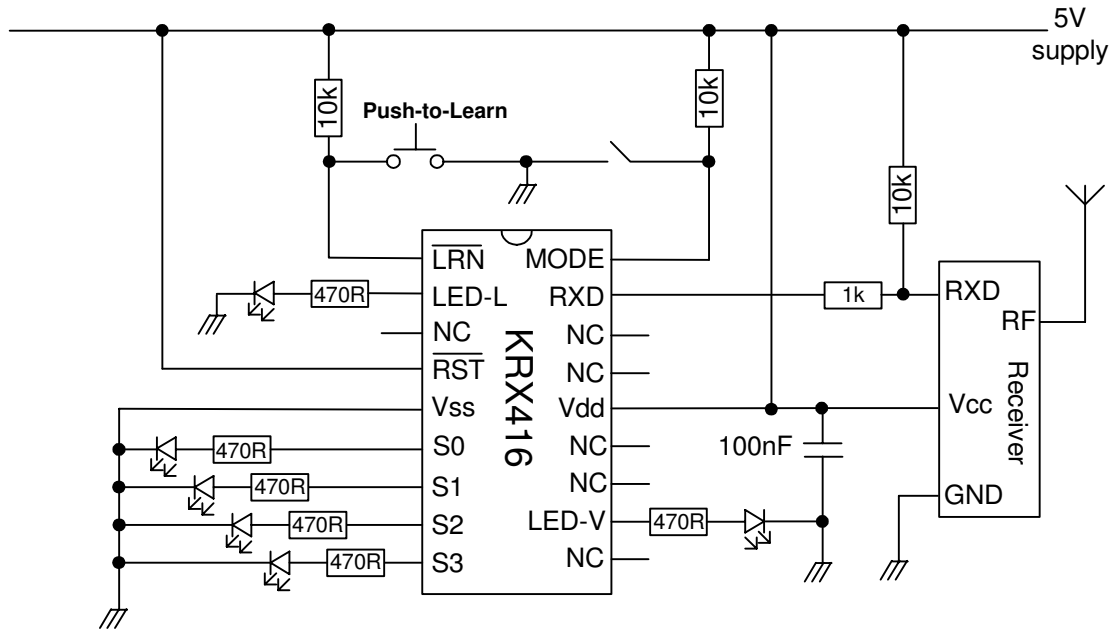 5V
supply
10k
Push-to-Learn
10k
10k
LRN
MODE
470R
LED-L
RXD
1k
RXD
RF
NC
NC
KRX416
RST
NC
Receiver
Vss
Vdd
Vcc
470R
S0
NC
100nF
470R
S1
NC
GND
470R
S2
LED-V
470R
470R
S3
NC